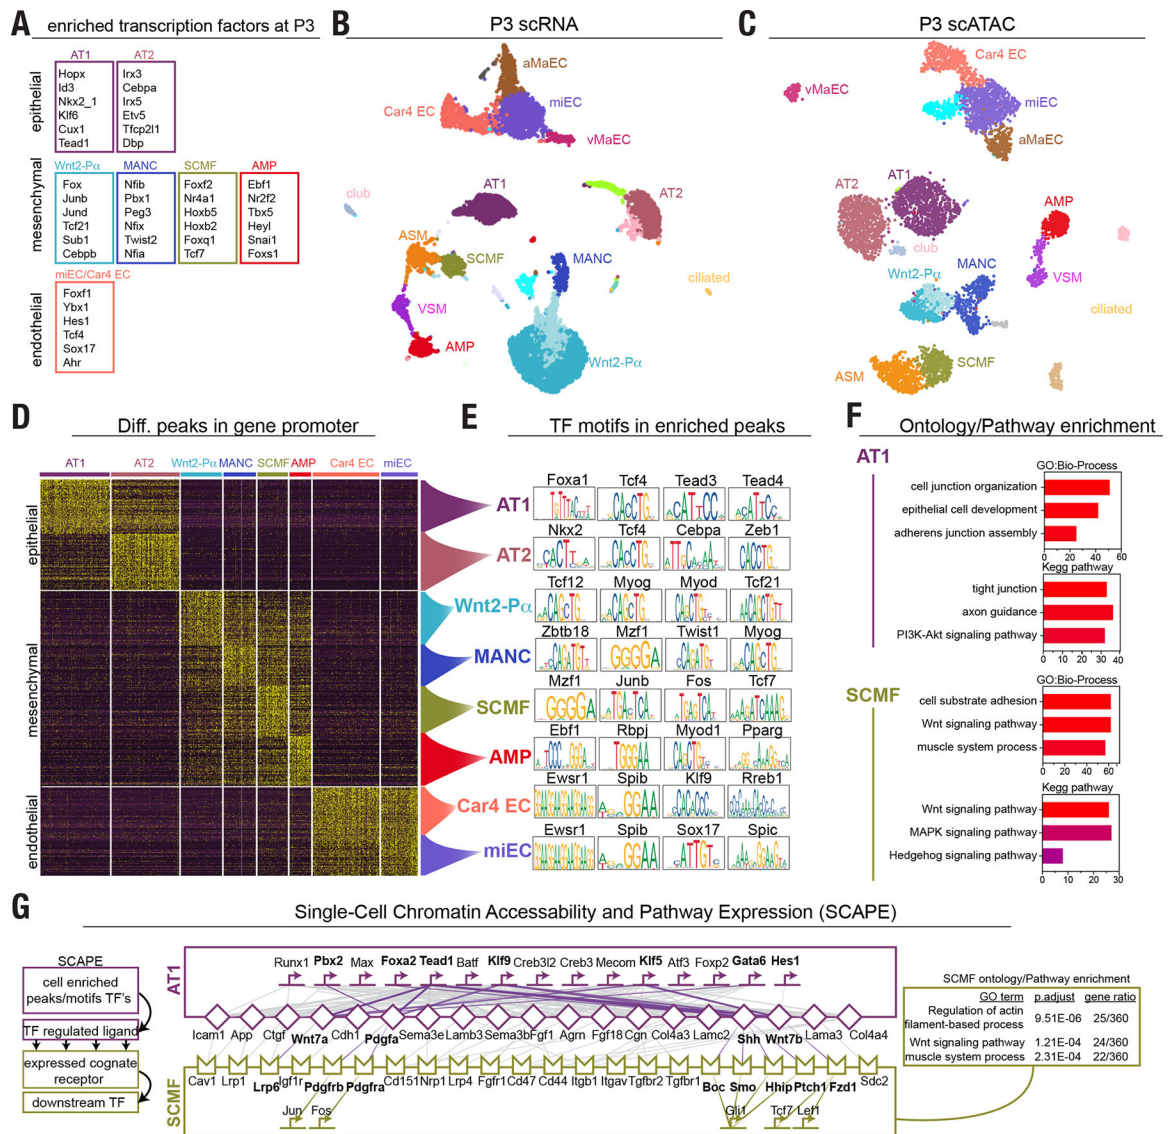 A enriched transcription factors at P3
epithelial
AT1 AT2
Hopx Irx3
Id3 Cebpa
Nkx2_1 Irx5
Klf6 Etv5
Cux1 Tfcp2l1
Tead1 Dbp
mesenchymal
Wnt2-Pα MANC SCMF AMP
Fox Nfib Foxf2 Ebf1
Junb Pbx1 Nr4a1 Nr2f2
Jund Peg3 Hoxb5 Tbx5
Tcf21 Nfix Hoxb2 Heyl
Sub1 Twist2 Foxq1 Snai1
Cebpb Nfia Tcf7 Foxs1
endothelial
miEC/Car4 EC
Foxf1
Ybx1
Hes1
Tcf4
Sox17
Ahr
B P3 scRNA
aMaEC
Car4 EC
miEC
vMaEC
club
AT1
AT2
ASM
SCMF
MANC
ciliated
VSM
AMP
Wnt2-Pα
C P3 scATAC
Car4 EC
vMaEC
miEC
aMaEC
AT2
AT1
AMP
club
Wnt2-Pα
MANC
VSM
ciliated
ASM
SCMF
D Diff. peaks in gene promoter
AT1 AT2 Wnt2-Pα MANC SCMF AMP Car4 EC miEC
epithelial
mesenchymal
endothelial
E TF motifs in enriched peaks
AT1 Foxa1 Tcf4 Tead3 Tead4
AT2 Nkx2 Tcf4 Cebpa Zeb1
Wnt2-Pα Tcf12 Myog Myod Tcf21
MANC Zbtb18 Mzf1 Twist1 Myog
SCMF Mzf1 Junb Fos Tcf7
AMP Ebf1 Rbpj Myod1 Pparg
Car4 EC Ewsr1 Spib Klf9 Rreb1
miEC Ewsr1 Spib Sox17 Spic
F Ontology/Pathway enrichment
AT1
GO:Bio-Process
cell junction organization
epithelial cell development
adherens junction assembly
0 20 40 60
Kegg pathway
tight junction
axon guidance
PI3K-Akt signaling pathway
0 10 20 30 40
SCMF
GO:Bio-Process
cell substrate adhesion
Wnt signaling pathway
muscle system process
0 20 40 60
Kegg pathway
Wnt signaling pathway
MAPK signaling pathway
Hedgehog signaling pathway
0 10 20 30
G Single-Cell Chromatin Accessability and Pathway Expression (SCAPE)
SCAPE
cell enriched
peaks/motifs TF's
TF regulated ligand
expressed cognate
receptor
downstream TF
AT1
Runx1 Pbx2 Max Foxa2 Tead1 Batf Klf9 Creb3l2 Creb3 Mecom Klf5 Atf3 Foxp2 Gata6 Hes1
Icam1 App Ctgf Wnt7a Cdh1 Pdgfa Sema3e Lamb3 Sema3b Fgf1 Agrn Fgf18 Cgn Col4a3 Lamc2 Shh Wnt7b Lama3 Col4a4
SCMF
Cav1 Lrp1 Lrp6 Igf1r Pdgfrb Pdgfra Cd151 Nrp1 Lrp4 Fgfr1 Cd47 Cd44 Itgb1 Itgav Tgfbr2 Tgfbr1 Boc Smo Hhip Ptch1 Fzd1 Sdc2
Jun Fos Gli1 Tcf7 Lef1
SCMF ontology/Pathway enrichment
GO term p.adjust gene ratio
Regulation of actin
filament-based process 9.51E-06 25/360
Wnt signaling pathway 1.21E-04 24/360
muscle system process 2.31E-04 22/360